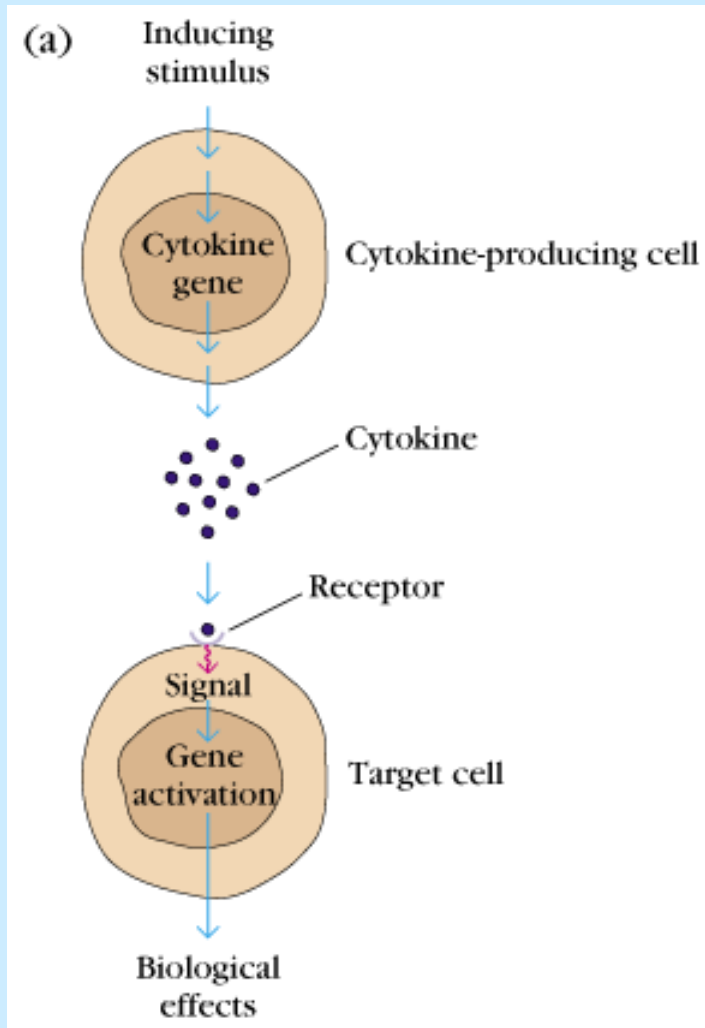 (a)
Inducing
stimulus
Cytokine
gene
Cytokine-producing cell
Cytokine
Receptor
Signal
Gene
activation
Target cell
Biological
effects